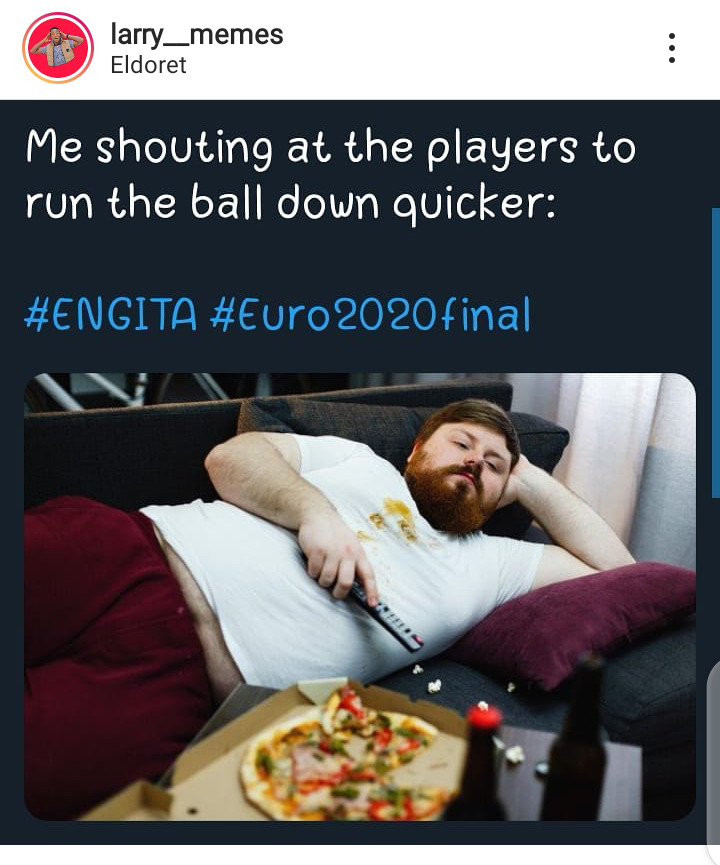 larry__memes
Eldoret
Me shouting at the players to
run the ball down quicker:
#ENGITA #Euro2020final